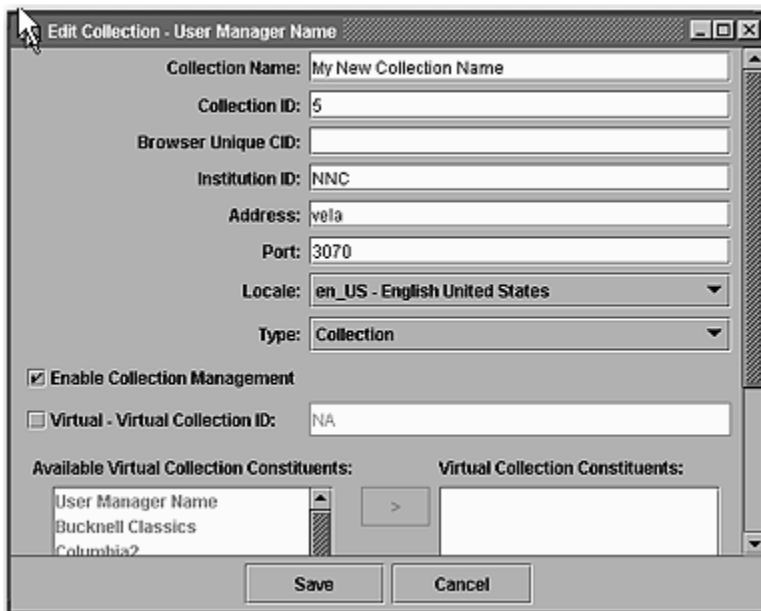 Edit Collection - User Manager Name
Collection Name: My New Collection Name
Collection ID: 5
Browser Unique CID:
Institution ID: NNC
Address: vela
Port: 3070
Locale: en_US - English United States
Type: Collection
Enable Collection Management
Virtual - Virtual Collection ID: NA
Available Virtual Collection Constituents: Virtual Collection Constituents:
User Manager Name
>
Bucknell Classics
Columbia2
Save Cancel